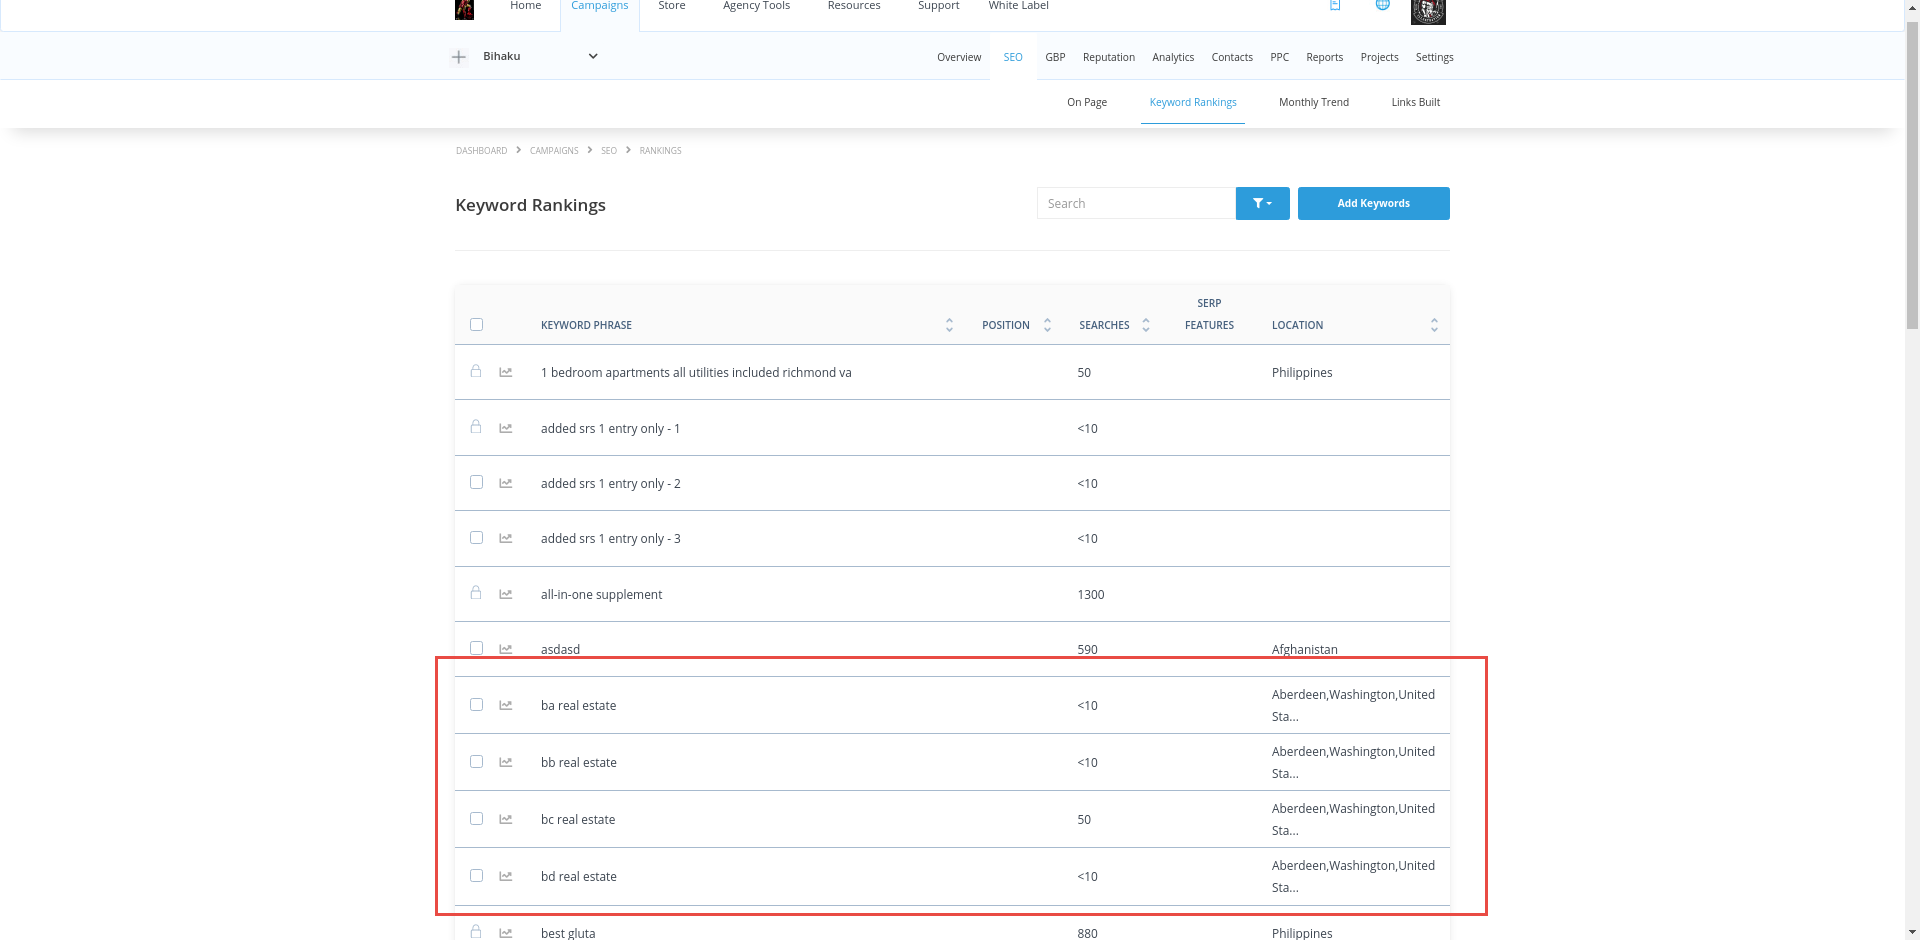 Home Campaigns Store Agency Tools Resources Support White Label
Bihaku
Overview SEO GBP Reputation Analytics Contacts PPC Reports Projects Settings
On Page Keyword Rankings Monthly Trend Links Built
DASHBOARD CAMPAIGNS SEO RANKINGS
Keyword Rankings
Search
Add Keywords
KEYWORD PHRASE POSITION SEARCHES SERP FEATURES LOCATION
1 bedroom apartments all utilities included richmond va 50 Philippines
added srs 1 entry only - 1 <10
added srs 1 entry only - 2 <10
added srs 1 entry only - 3 <10
all-in-one supplement 1300
asdasd 590 Afghanistan
ba real estate <10 Aberdeen,Washington,United
Sta...
bb real estate <10 Aberdeen,Washington,United
Sta...
bc real estate 50 Aberdeen,Washington,United
Sta...
bd real estate <10 Aberdeen,Washington,United
Sta...
best gluta 880 Philippines